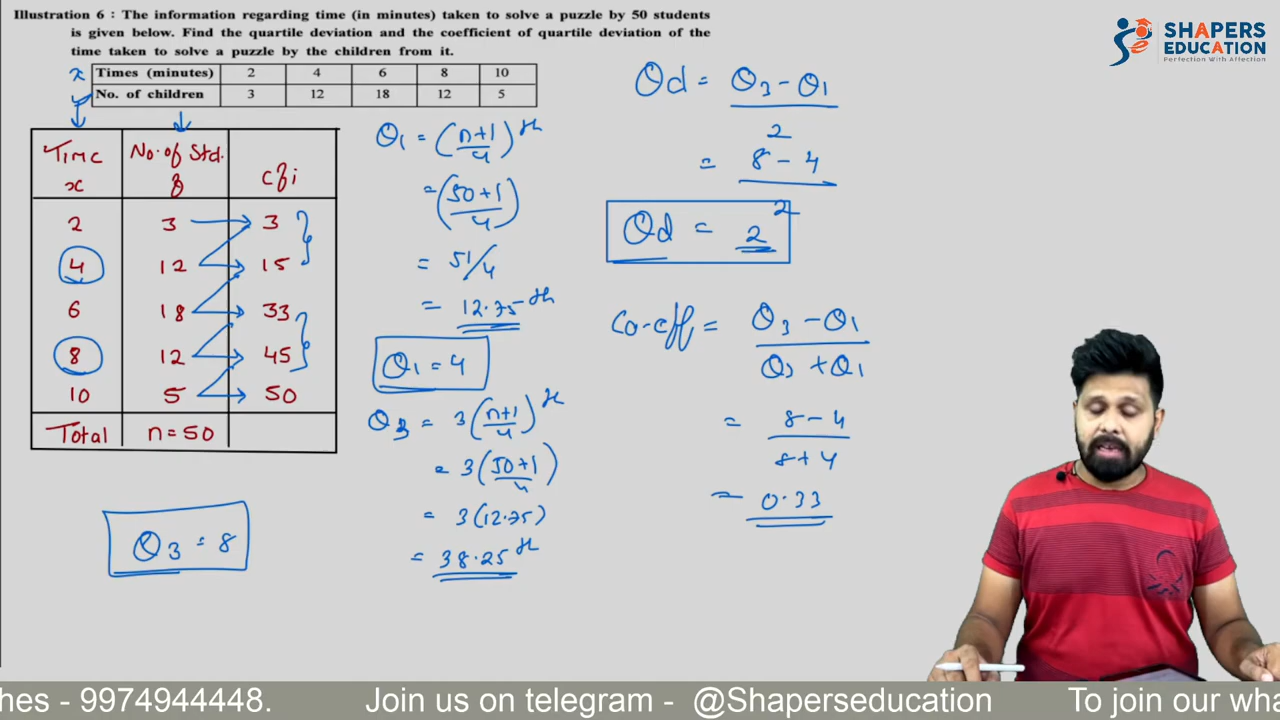 Illustration 6 : The information regarding time (in minutes) taken to solve a puzzle by 50 students
is given below. Find the quartile deviation and the coefficient of quartile deviation of the
time taken to solve a puzzle by the children from it.
x Times (minutes) 2 4 6 8 10
No. of children 3 12 18 12 5
Time x No. of Std. f cfi
2 3 3
4 12 15
6 18 33
8 12 45
10 5 50
Total n = 50
Q3 = 8
Q1 = (n+1/4)th
= (50+1/4)
= 51/4
= 12.75th
Q1 = 4
Q3 = 3(n+1/4)th
= 3(50+1/4)
= 3(12.75)
= 38.25th
Qd = Q3 - Q1 / 2
= 8 - 4 / 2
Qd = 2
Co-eff = Q3 - Q1 / Q3 + Q1
= 8 - 4 / 8 + 4
= 0.33
SHAPERS
EDUCATION
Perfection With Affection
hes - 9974944448. Join us on telegram - @Shaperseducation To join our wha